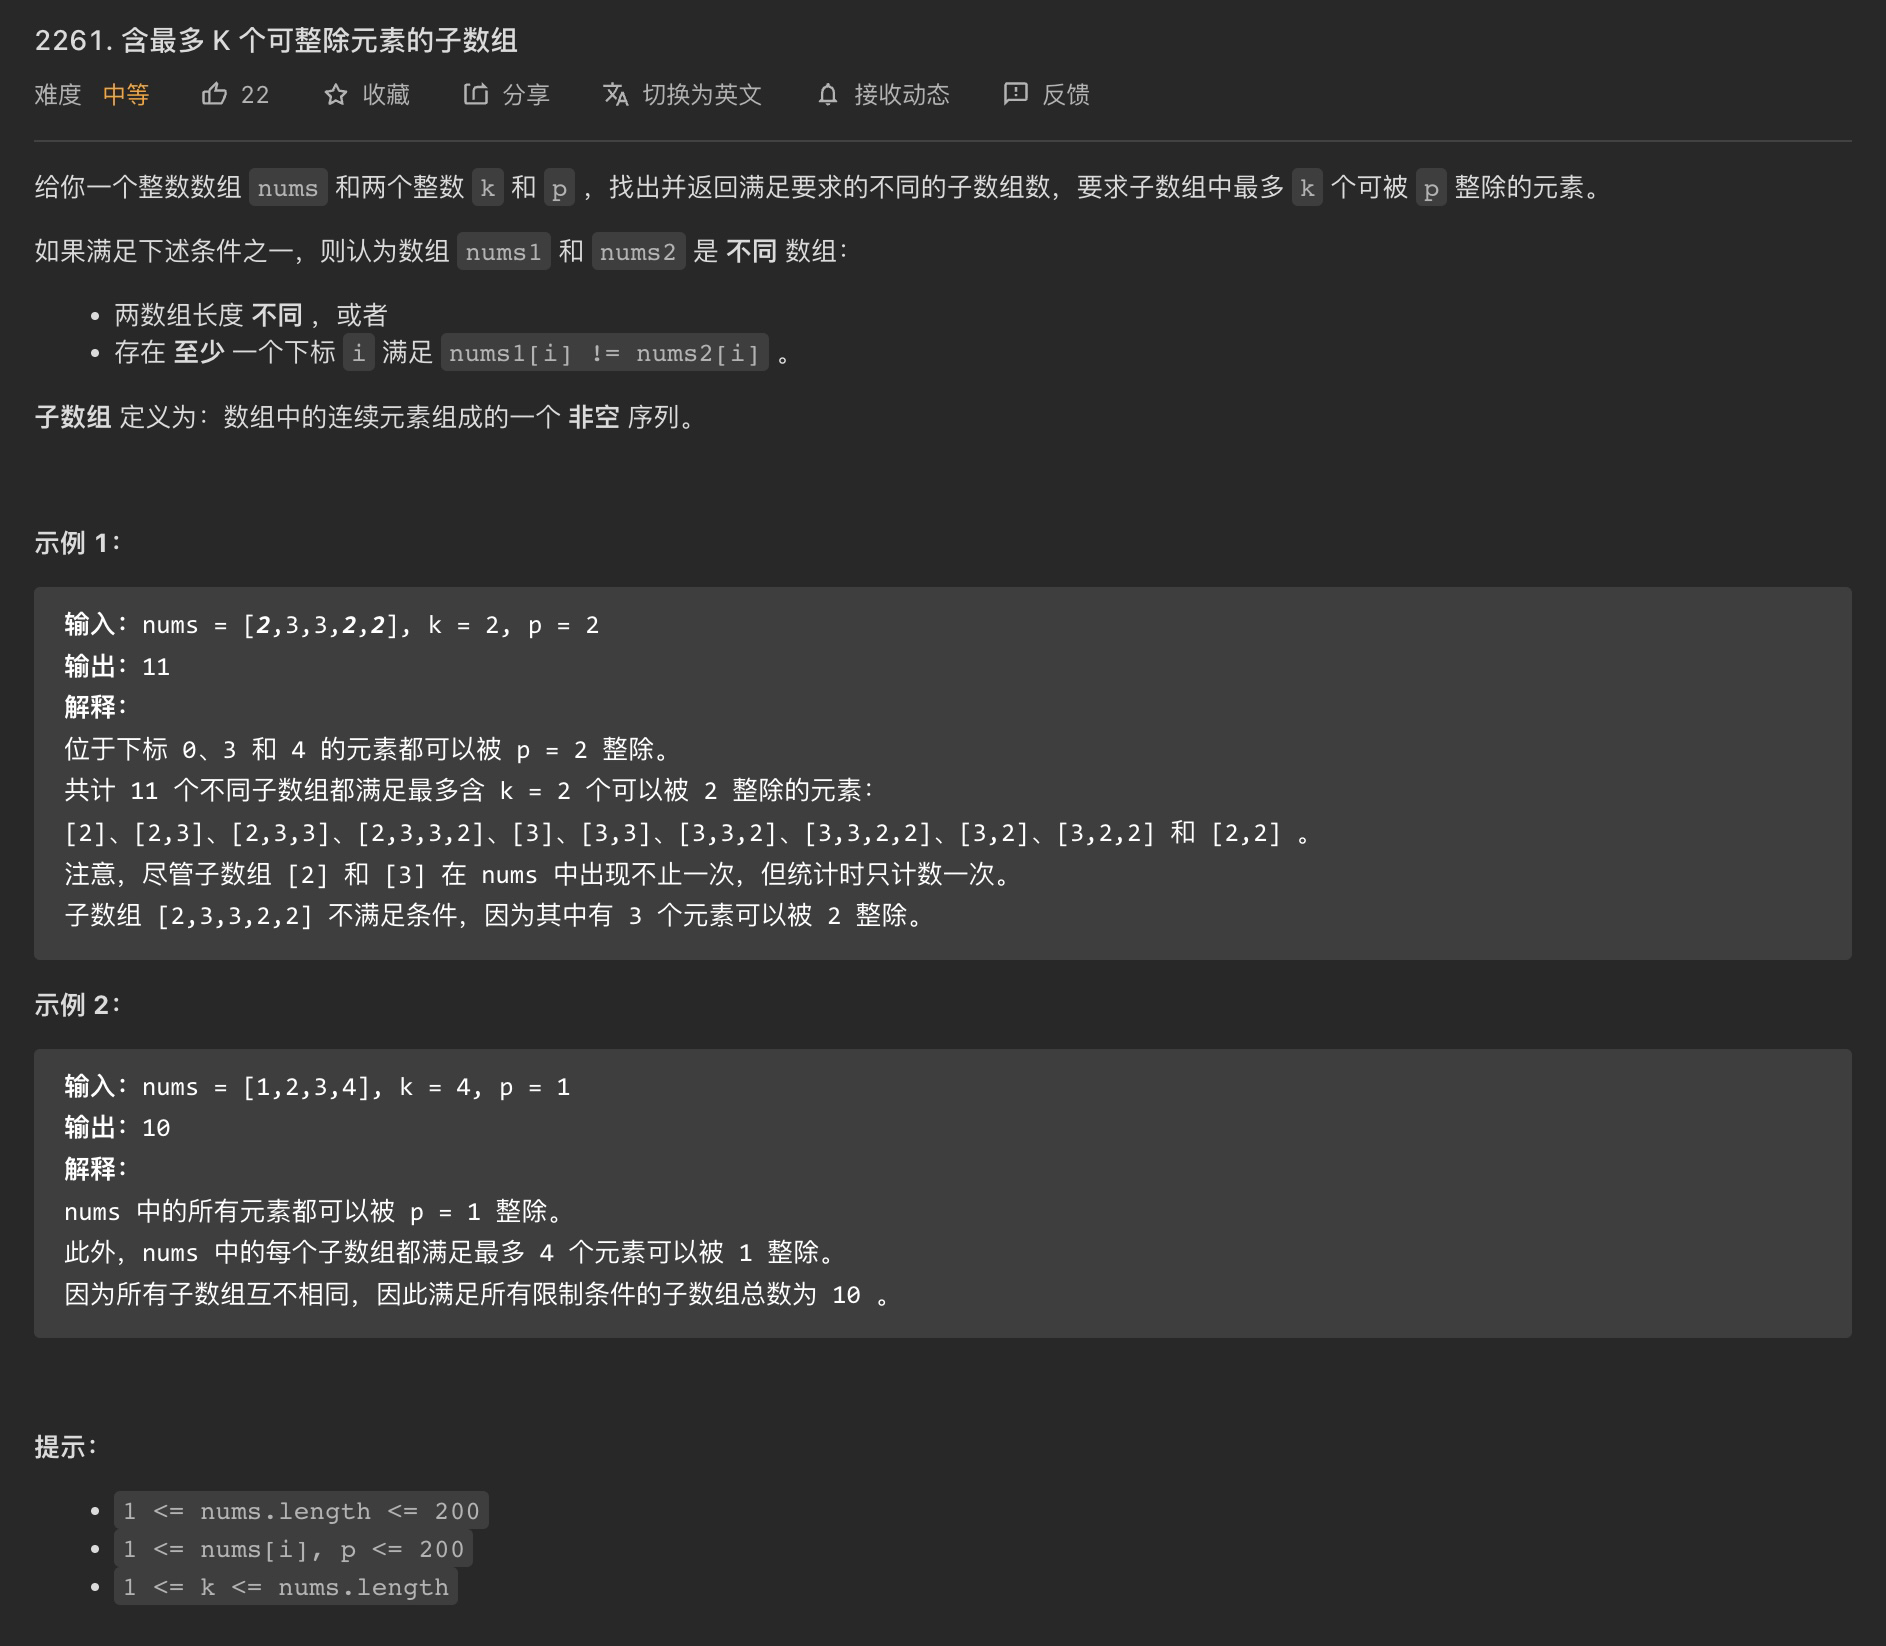 2261. 含最多 K 个可整除元素的子数组
难度 中等 22 收藏 分享 切换为英文 接收动态 反馈
给你一个整数数组 nums 和两个整数 k 和 p ，找出并返回满足要求的不同的子数组数，要求子数组中最多 k 个可被 p 整除的元素。
如果满足下述条件之一，则认为数组 nums1 和 nums2 是 不同 数组：
• 两数组长度 不同 ，或者
• 存在 至少 一个下标 i 满足 nums1[i] != nums2[i] 。
子数组 定义为：数组中的连续元素组成的一个 非空 序列。
示例 1：
输入：nums = [2,3,3,2,2], k = 2, p = 2
输出：11
解释：
位于下标 0、3 和 4 的元素都可以被 p = 2 整除。
共计 11 个不同子数组都满足最多含 k = 2 个可以被 2 整除的元素：
[2]、[2,3]、[2,3,3]、[2,3,3,2]、[3]、[3,3]、[3,3,2]、[3,3,2,2]、[3,2]、[3,2,2] 和 [2,2] 。
注意，尽管子数组 [2] 和 [3] 在 nums 中出现不止一次，但统计时只计数一次。
子数组 [2,3,3,2,2] 不满足条件，因为其中有 3 个元素可以被 2 整除。
示例 2：
输入：nums = [1,2,3,4], k = 4, p = 1
输出：10
解释：
nums 中的所有元素都可以被 p = 1 整除。
此外，nums 中的每个子数组都满足最多 4 个元素可以被 1 整除。
因为所有子数组互不相同，因此满足所有限制条件的子数组总数为 10 。
提示：
• 1 <= nums.length <= 200
• 1 <= nums[i], p <= 200
• 1 <= k <= nums.length